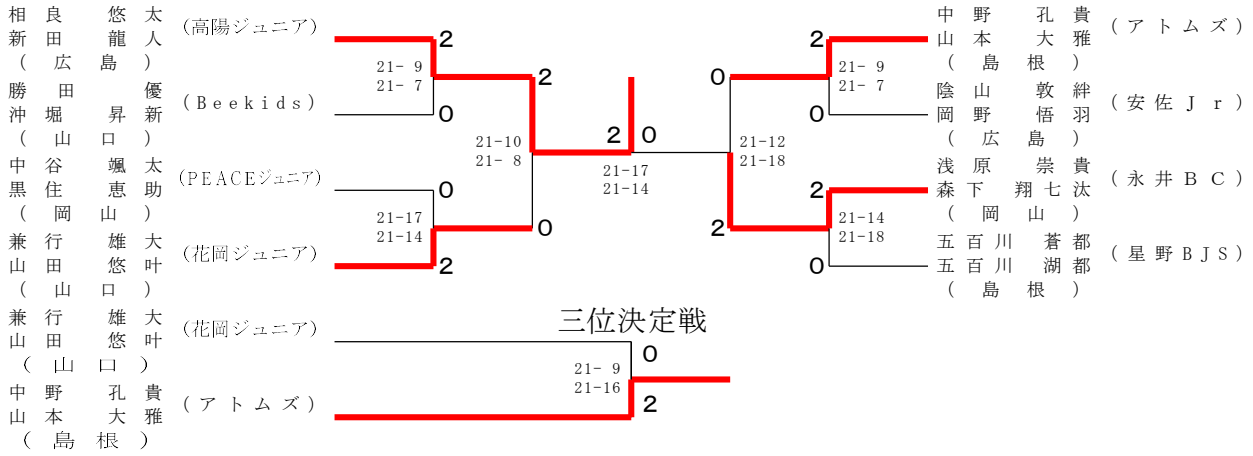 相良 悠太
新田 龍人
(高陽ジュニア)
(広島)
2
21- 9
21- 7
勝田 優
沖堀 昇新
(Beekids)
(山口)
0
2
21-10
21- 8
中谷 颯太
黒住 恵助
(PEACEジュニア)
(岡山)
0
21-17
21-14
兼行 雄大
山田 悠叶
(花岡ジュニア)
(山口)
2
0
2 0
21-17
21-14
中野 孔貴
山本 大雅
(アトムズ)
(島根)
2
21- 9
21- 7
陰山 敦絆
岡野 悟羽
(安佐Jr)
(広島)
0
0
21-12
21-18
浅原 崇貴
森下 翔七汰
(永井BC)
(岡山)
2
21-14
21-18
五百川 蒼都
五百川 湖都
(星野BJS)
(島根)
0
2
三位決定戦
兼行 雄大
山田 悠叶
(花岡ジュニア)
(山口)
0
21- 9
21-16
中野 孔貴
山本 大雅
(アトムズ)
(島根)
2